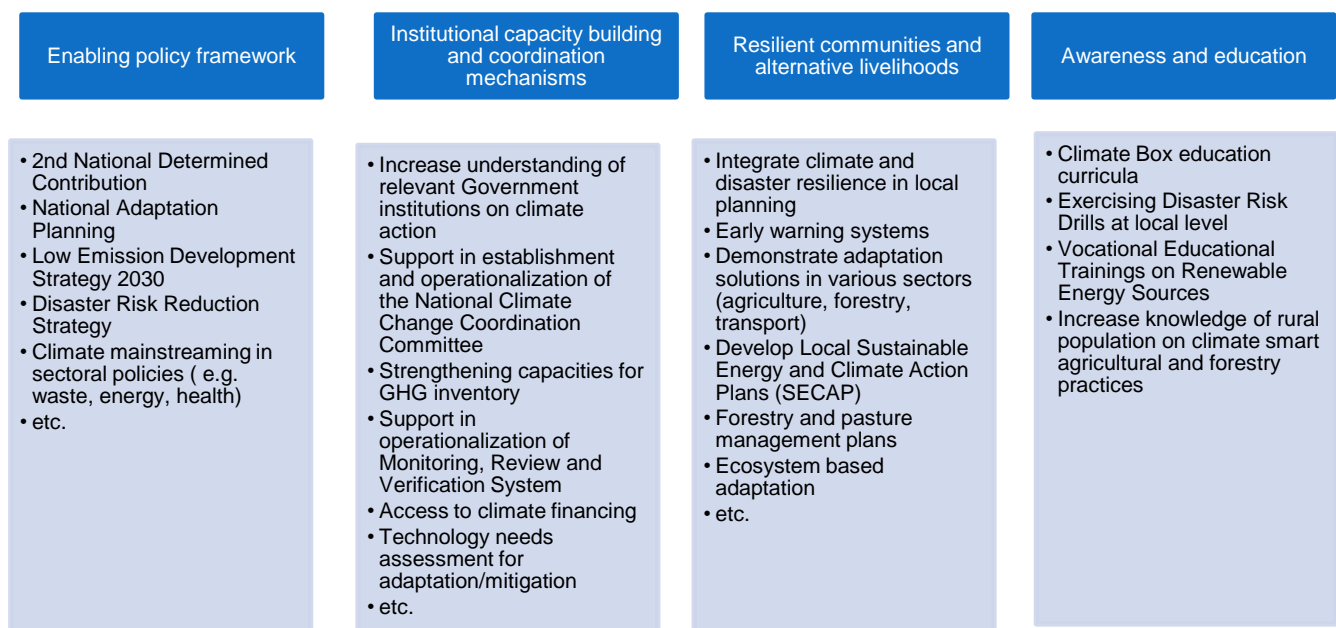 Enabling policy framework
• 2nd National Determined
Contribution
• National Adaptation
Planning
• Low Emission Development
Strategy 2030
• Disaster Risk Reduction
Strategy
• Climate mainstreaming in
sectoral policies ( e.g.
waste, energy, health)
• etc.
Institutional capacity building
and coordination
mechanisms
• Increase understanding of
relevant Government
institutions on climate
action
• Support in establishment
and operationalization of
the National Climate
Change Coordination
Committee
• Strengthening capacities for
GHG inventory
• Support in
operationalization of
Monitoring, Review and
Verification System
• Access to climate financing
• Technology needs
assessment for
adaptation/mitigation
• etc.
Resilient communities and
alternative livelihoods
• Integrate climate and
disaster resilience in local
planning
• Early warning systems
• Demonstrate adaptation
solutions in various sectors
(agriculture, forestry,
transport)
• Develop Local Sustainable
Energy and Climate Action
Plans (SECAP)
• Forestry and pasture
management plans
• Ecosystem based
adaptation
• etc.
Awareness and education
• Climate Box education
curricula
• Exercising Disaster Risk
Drills at local level
• Vocational Educational
Trainings on Renewable
Energy Sources
• Increase knowledge of rural
population on climate smart
agricultural and forestry
practices